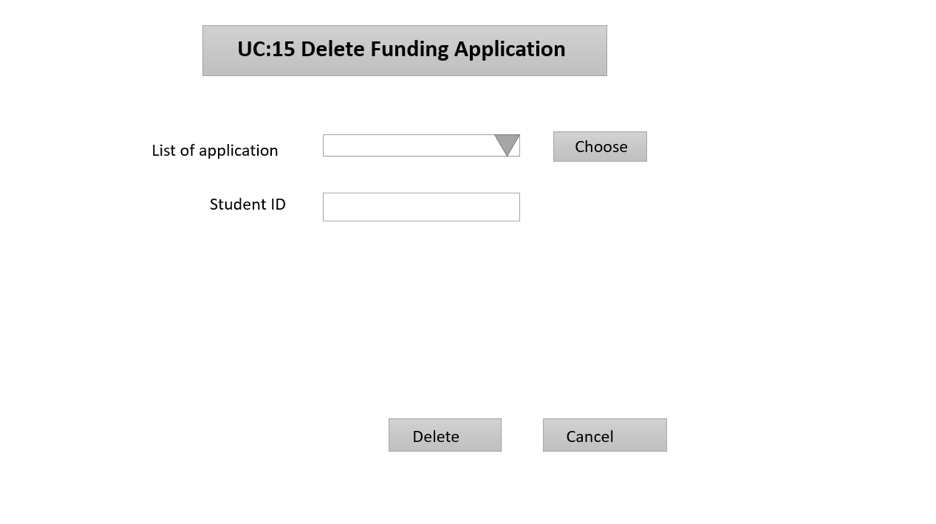 UC:15 Delete Funding Application
List of application
Choose
Student ID
Delete
Cancel